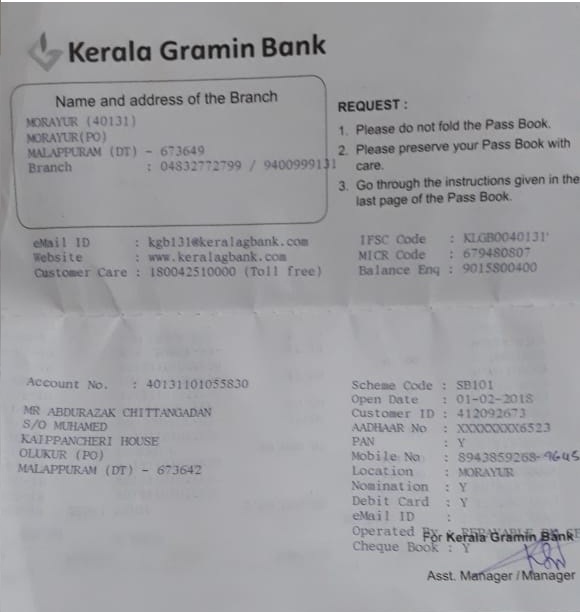 Kerala Gramin Bank
Name and address of the Branch
MORAYUR (40131)
MORAYUR(PO)
MALAPPURAM (DT) - 673649
Branch : 04832772799 / 9400999131
REQUEST :
1. Please do not fold the Pass Book.
2. Please preserve your Pass Book with
care.
3. Go through the instructions given in the
last page of the Pass Book.
eMail ID : kgb131@keralagbank.com
Website : www.keralagbank.com
Customer Care : 180042510000 (Toll free)
IFSC Code : KLGB0040131
MICR Code : 679480807
Balance Enq : 9015800400
Account No. : 40131101055830
MR ABDURAZAK CHITTANGADAN
S/O MUHAMED
KAIPPANCHERI HOUSE
OLUKUR (PO)
MALAPPURAM (DT) - 673642
Scheme Code : SB101
Open Date : 01-02-2018
Customer ID : 412092673
AADHAAR No : XXXXXXXX6523
PAN : Y
Mobile No : 8943859268-9645
Location : MORAYUR
Nomination : Y
Debit Card : Y
eMail ID :
Operated
For Kerala Gramin Bank
Cheque Book : Y
Asst. Manager / Manager